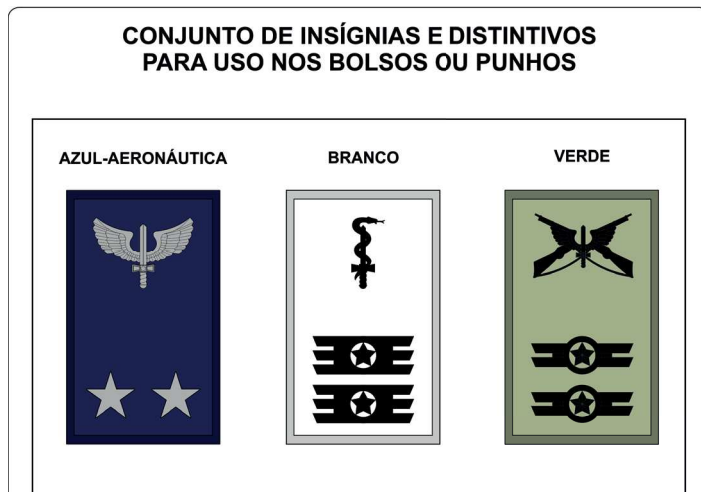 CONJUNTO DE INSÍGNIAS E DISTINTIVOS
PARA USO NOS BOLSOS OU PUNHOS
AZUL-AERONÁUTICA
BRANCO
VERDE